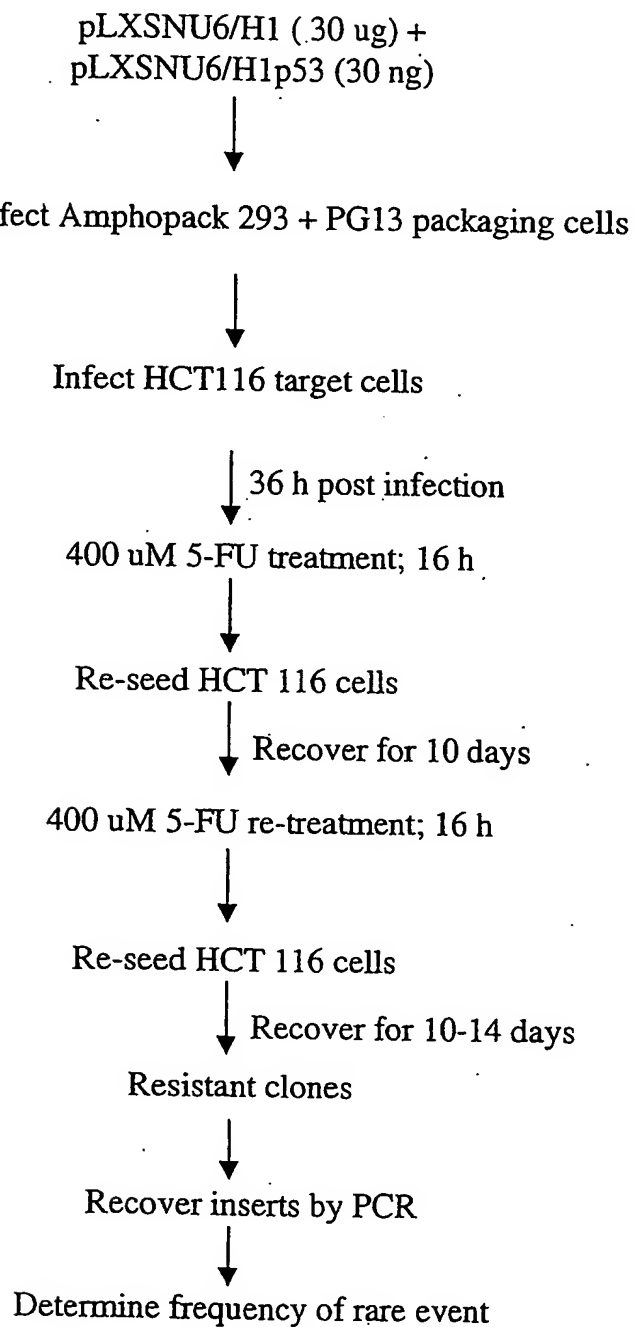 pLXSNU6/H1 (30 ug) +
pLXSNU6/H1p53 (30 ng)
fect Amphopack 293 + PG13 packaging cells
Infect HCT116 target cells
36 h post infection
400 uM 5-FU treatment; 16 h
Re-seed HCT 116 cells
Recover for 10 days
400 uM 5-FU re-treatment; 16 h
Re-seed HCT 116 cells
Recover for 10-14 days
Resistant clones
Recover inserts by PCR
Determine frequency of rare event